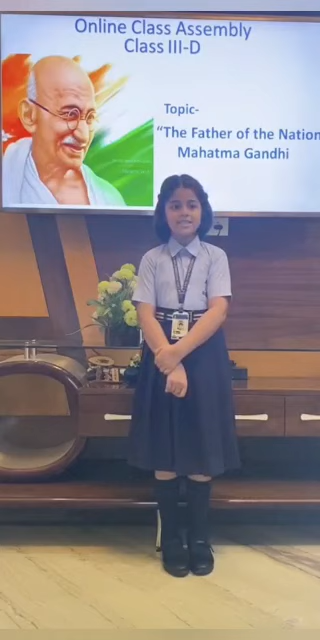 Online Class Assembly
Class III-D
Topic-
"The Father of the Nation
Mahatma Gandhi